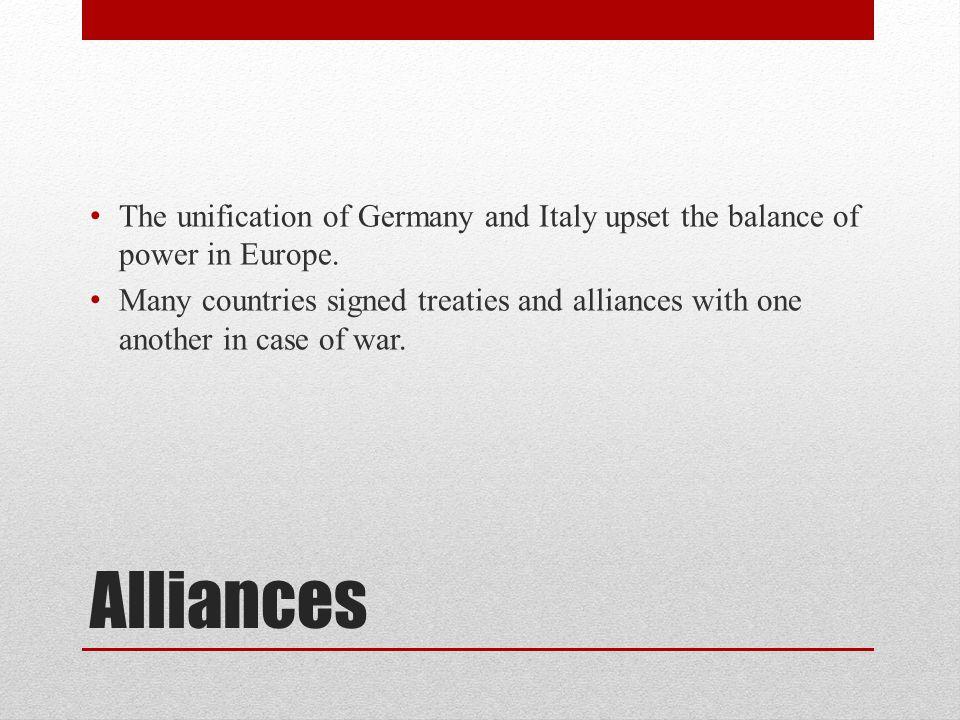 • The unification of Germany and Italy upset the balance of
power in Europe.
• Many countries signed treaties and alliances with one
another in case of war.
Alliances